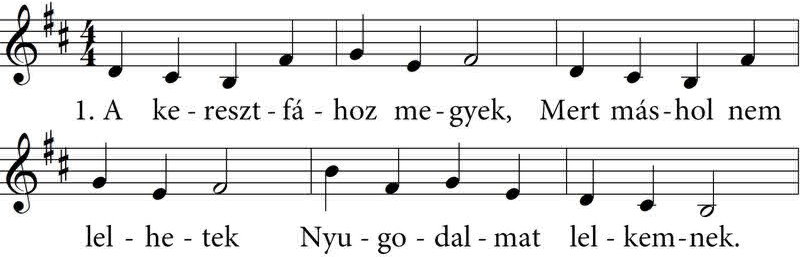 1. A ke - reszt - fá - hoz me - gyek, Mert más - hol nem
lel - he - tek Nyu - go - dal - mat lel - kem - nek.